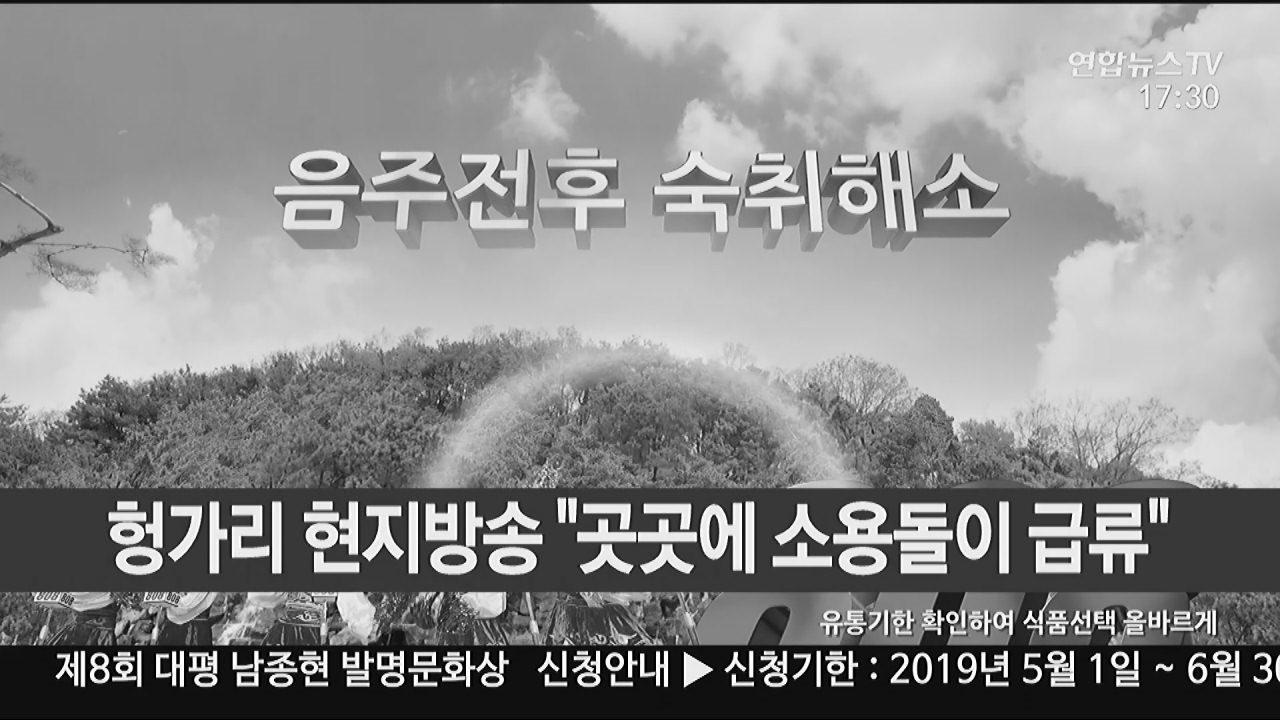 연합뉴스TV
17:30
음주전후 숙취해소
헝가리 현지방송 "곳곳에 소용돌이 급류"
유통기한 확인하여 식품선택 올바르게
제8회 대평 남종현 발명문화상 신청안내 ▶ 신청기한 : 2019년 5월 1일 ~ 6월 30